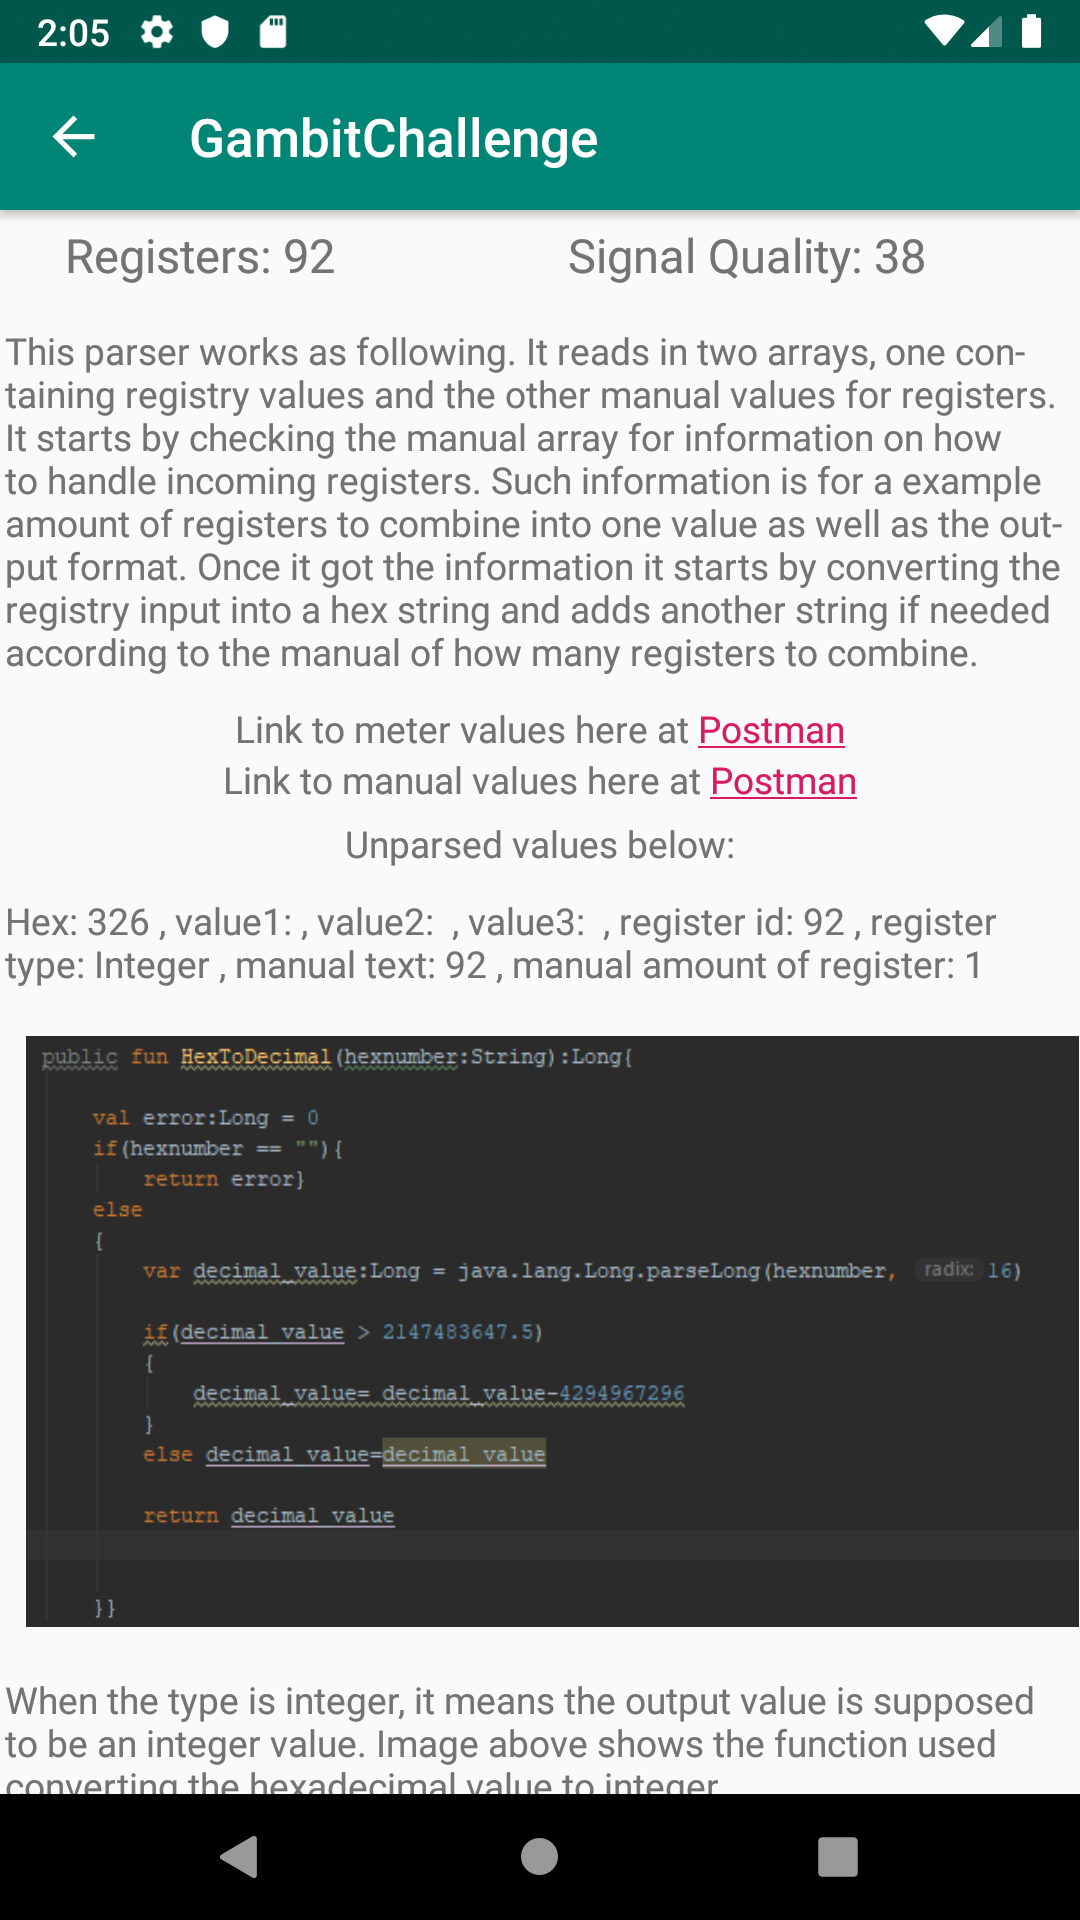 2:05
GambitChallenge
Registers: 92 Signal Quality: 38
This parser works as following. It reads in two arrays, one con-
taining registry values and the other manual values for registers.
It starts by checking the manual array for information on how
to handle incoming registers. Such information is for a example
amount of registers to combine into one value as well as the out-
put format. Once it got the information it starts by converting the
registry input into a hex string and adds another string if needed
according to the manual of how many registers to combine.
Link to meter values here at Postman
Link to manual values here at Postman
Unparsed values below:
Hex: 326 , value1: , value2:  , value3:  , register id: 92 , register
type: Integer , manual text: 92 , manual amount of register: 1
public fun HexToDecimal(hexnumber:String):Long{
val error:Long = 0
if(hexnumber == ""){
return error}
else
{
var decimal_value:Long = java.lang.Long.parseLong(hexnumber, radix: 16)
if(decimal_value > 2147483647.5)
{
decimal_value= decimal_value-4294967296
}
else decimal_value=decimal_value
return decimal_value
}}
When the type is integer, it means the output value is supposed
to be an integer value. Image above shows the function used
converting the hexadecimal value to integer